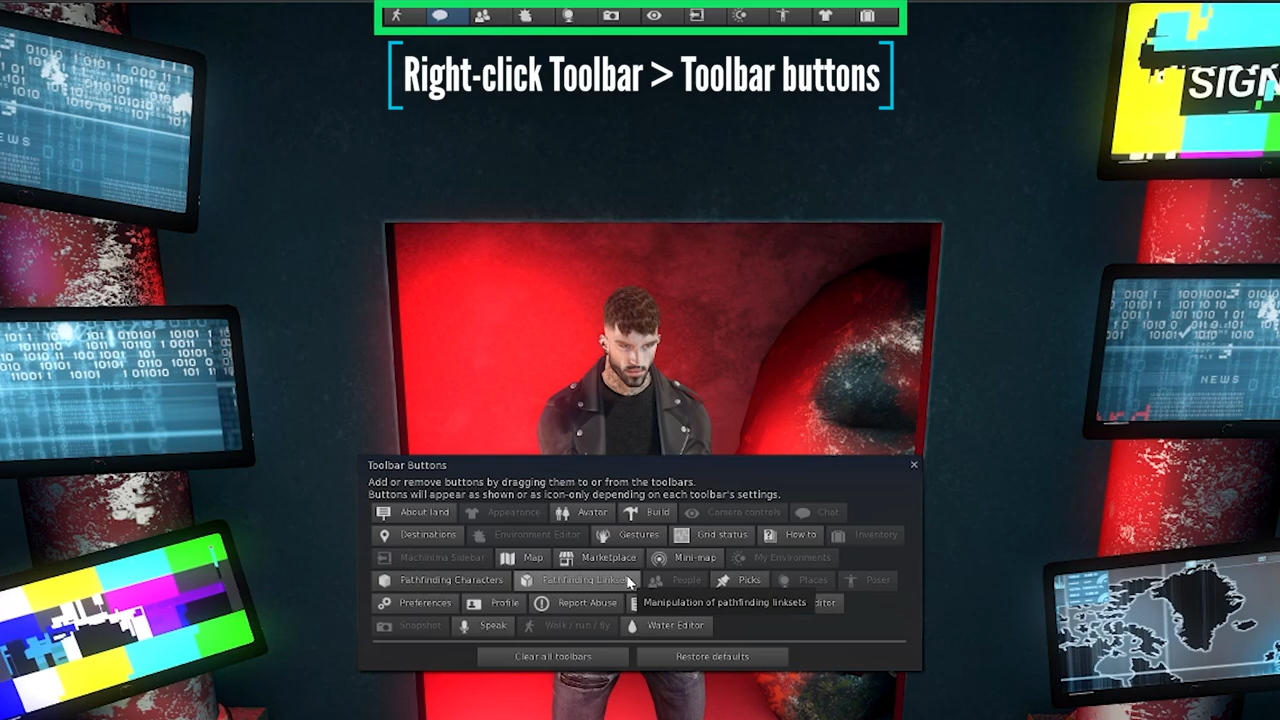 Right-click Toolbar > Toolbar buttons
SIGN
NEWS
Toolbar Buttons
Add or remove buttons by dragging them to or from the toolbars.
Buttons will appear as shown or as icon-only depending on each toolbar's settings.
About land Appearance Avatar Build Camera controls Chat
Destinations Environment Editor Gestures Grid status How to Inventory
Machinima Sidebar Map Marketplace Mini-map My Environments
Pathfinding Characters Pathfinding Linkse People Picks Places Poser
Preferences Profile Report Abuse Manipulation of pathfinding linksets ditor
Snapshot Speak Walk / run / fly Water Editor
Clear all toolbars Restore defaults